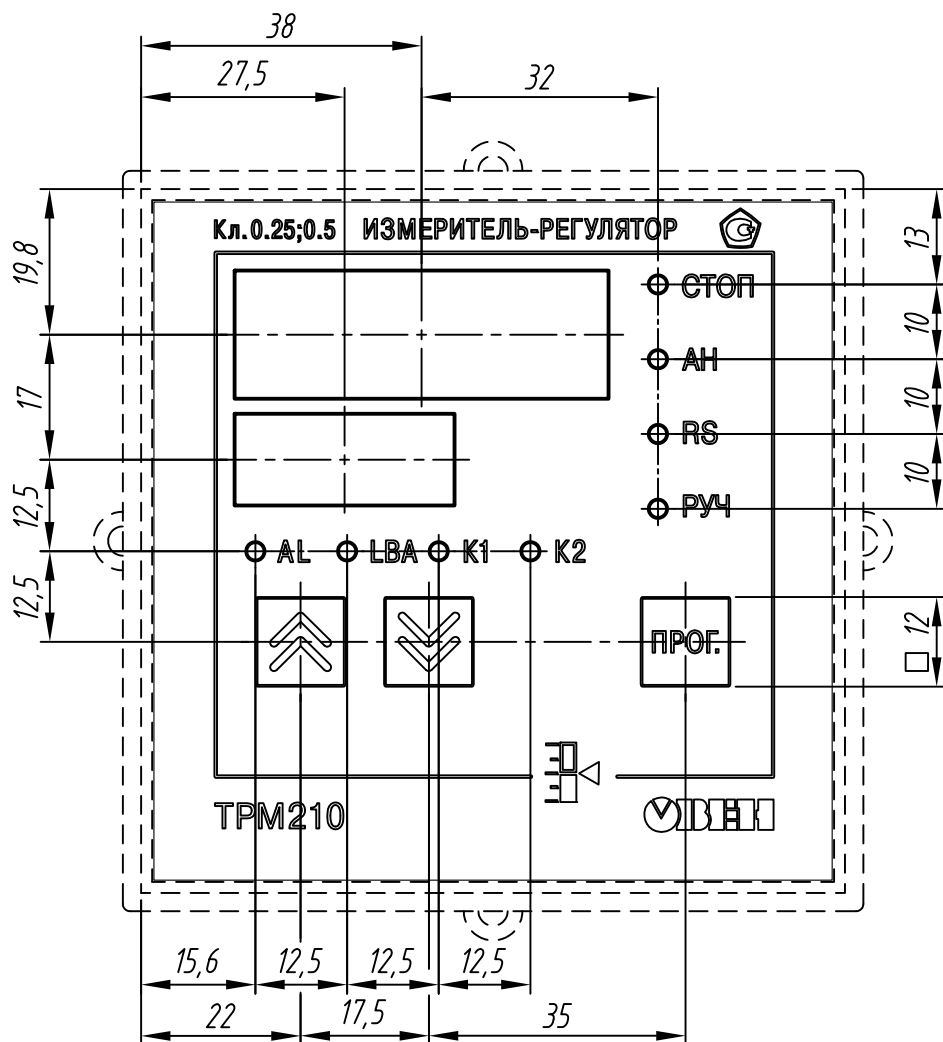 38
27,5
32
Кл.0.25;0.5 ИЗМЕРИТЕЛЬ-РЕГУЛЯТОР
19,8
13
СТОП
10
АН
17
10
RS
10
РУЧ
12,5
AL LBA K1 K2
12,5
ПРОГ.
□ 12
ТРМ210
ОВЕН
15,6 12,5 12,5 12,5
22 17,5 35